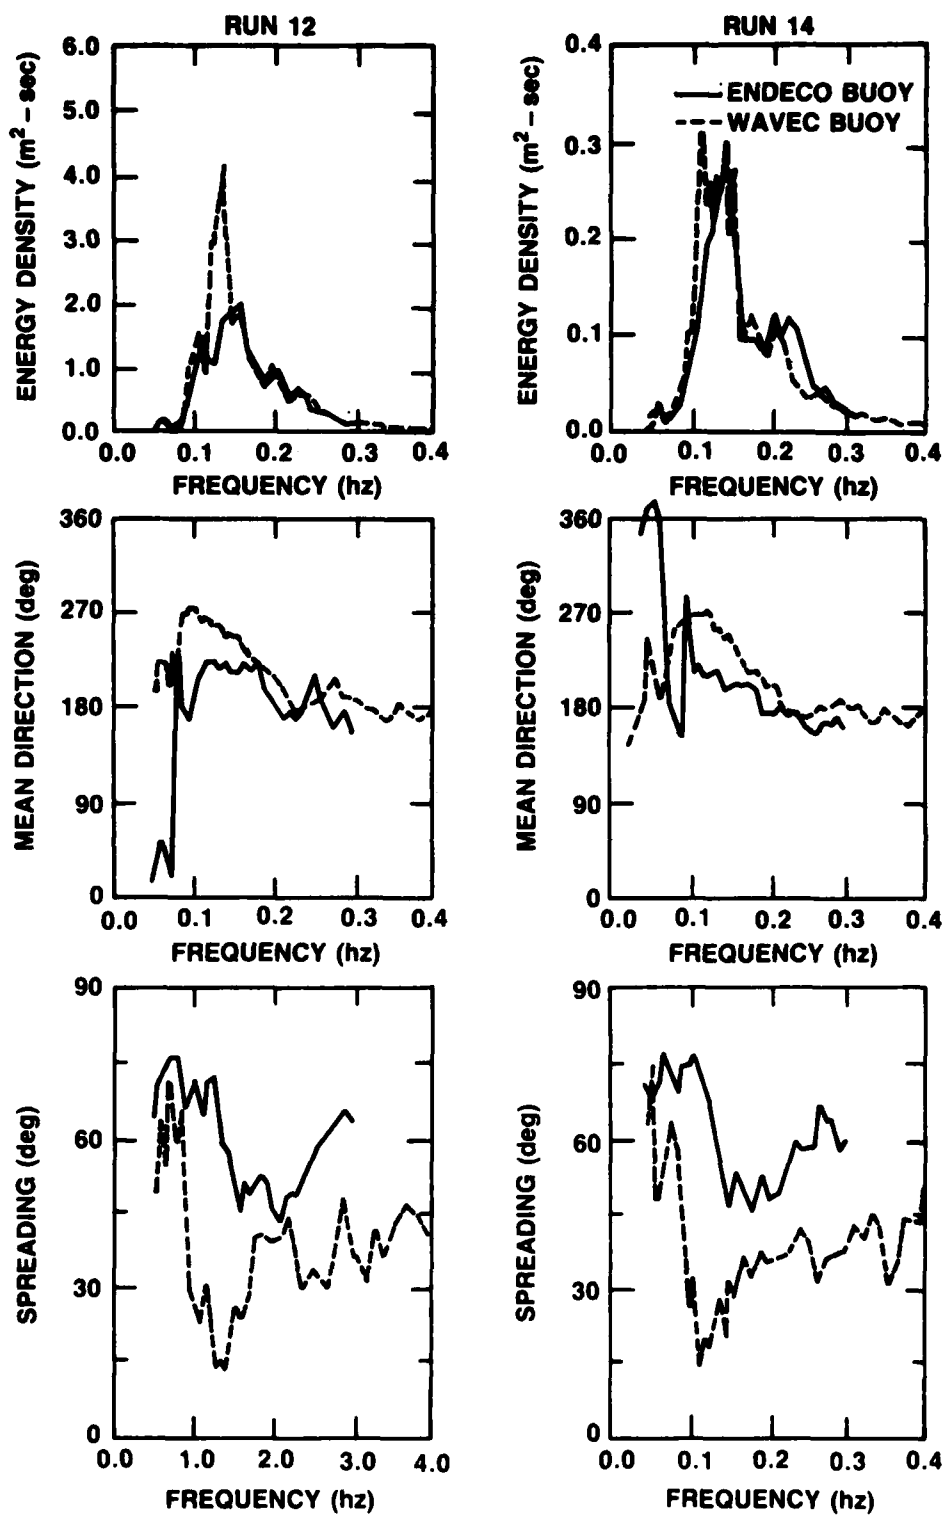 RUN 12
6.0
5.0
4.0
3.0
2.0
1.0
0.0
ENERGY DENSITY (m²-sec)
0.0 0.1 0.2 0.3 0.4
FREQUENCY (hz)
RUN 14
0.4
0.3
0.2
0.1
0.0
ENERGY DENSITY (m²-sec)
ENDECO BUOY
WAVEC BUOY
0.0 0.1 0.2 0.3 0.4
FREQUENCY (hz)
360
270
180
90
0
MEAN DIRECTION (deg)
0.0 0.1 0.2 0.3 0.4
FREQUENCY (hz)
360
270
180
90
0
MEAN DIRECTION (deg)
0.0 0.1 0.2 0.3 0.4
FREQUENCY (hz)
90
60
30
0
SPREADING (deg)
0.0 1.0 2.0 3.0 4.0
FREQUENCY (hz)
90
60
30
0
SPREADING (deg)
0.0 0.1 0.2 0.3 0.4
FREQUENCY (hz)